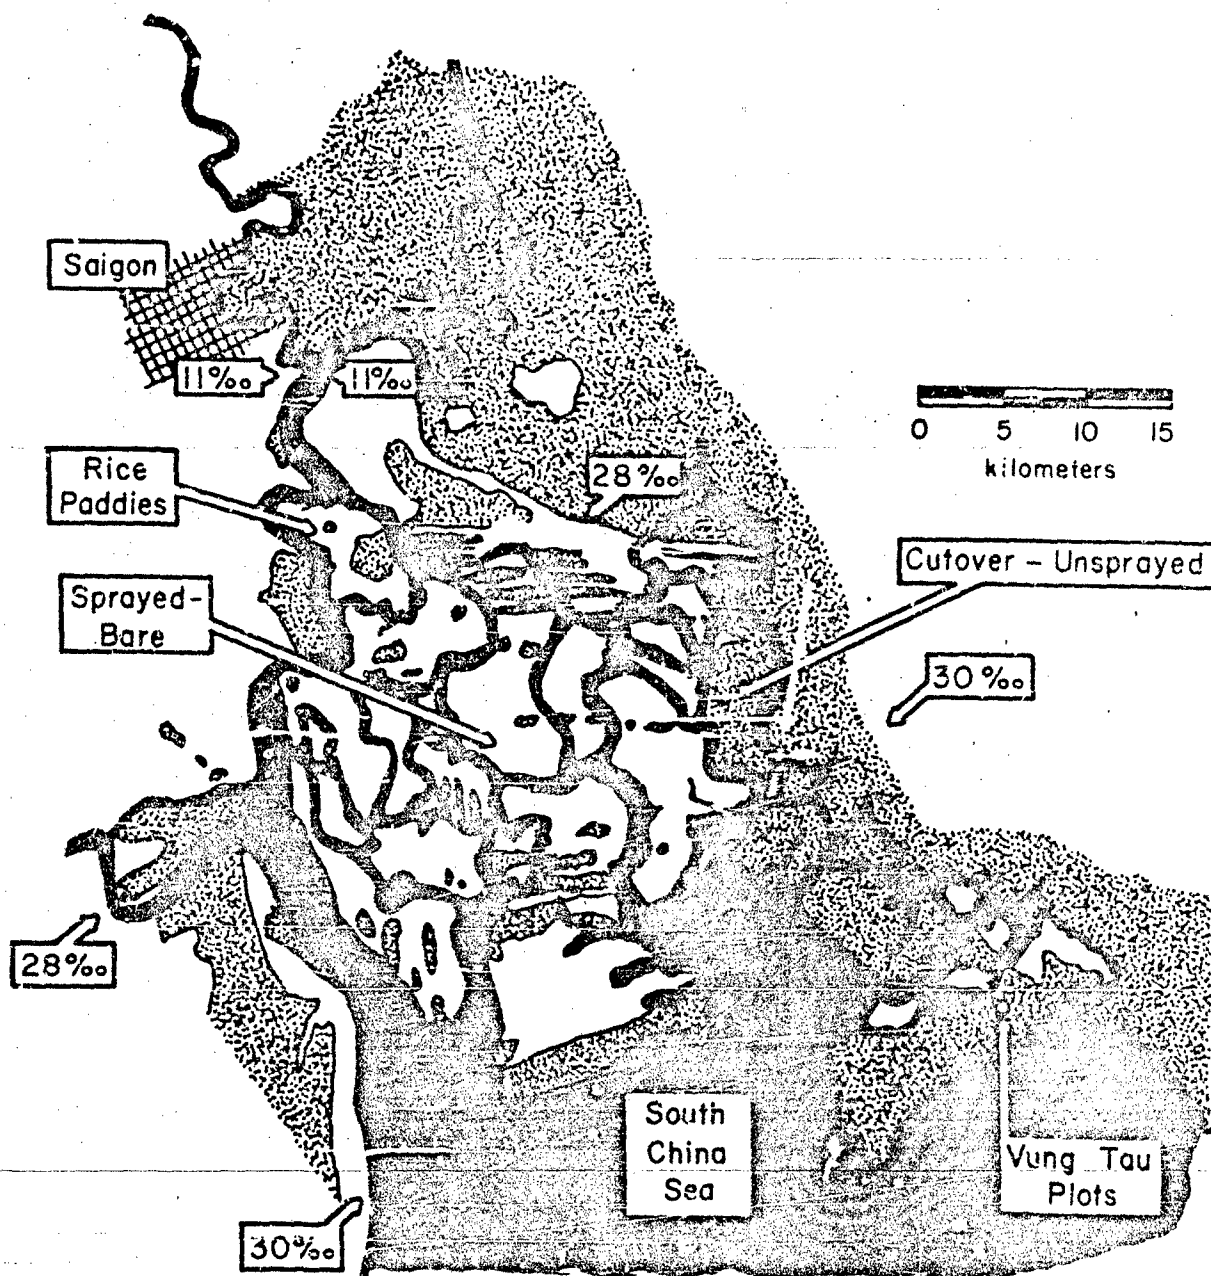 Saigon
11‰
11‰
0 5 10 15
kilometers
Rice
Paddies
28‰
Cutover – Unsprayed
Sprayed-
Bare
30‰
28‰
South
China
Sea
Vung Tau
Plots
30‰